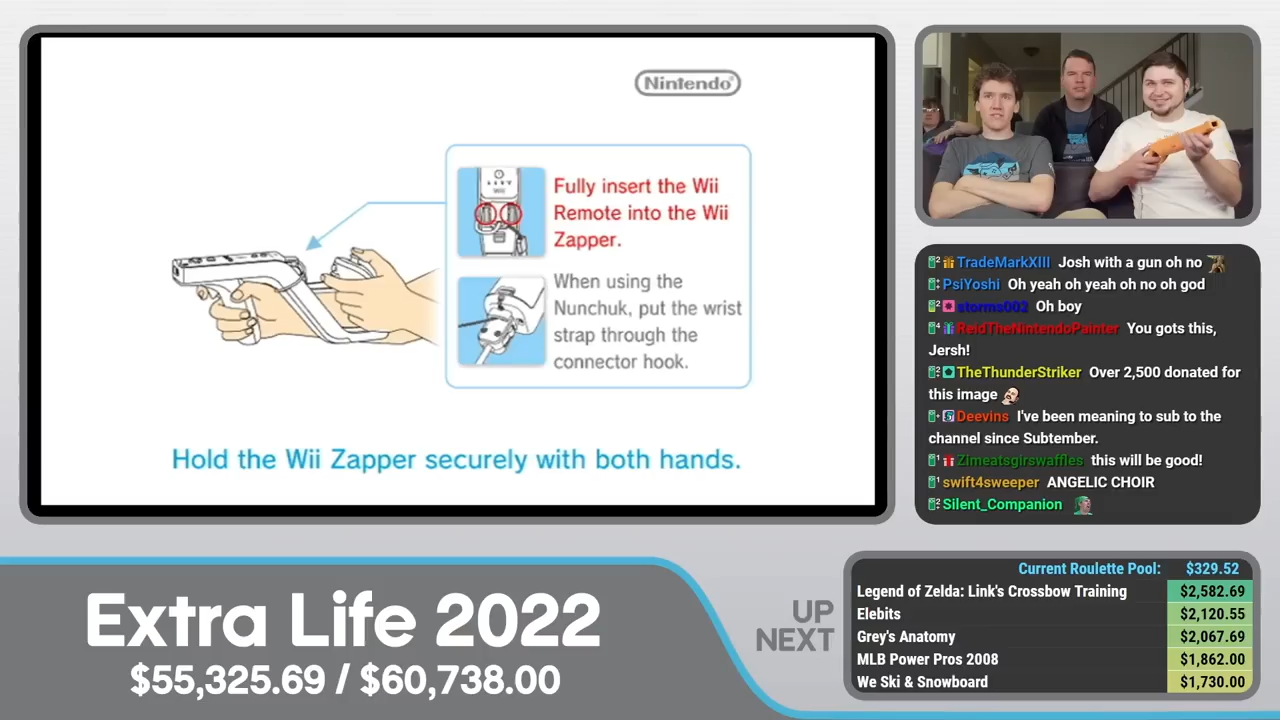 Nintendo®
Fully insert the Wii
Remote into the Wii
Zapper.
When using the
Nunchuk, put the wrist
strap through the
connector hook.
Hold the Wii Zapper securely with both hands.
TradeMarkXIII Josh with a gun oh no
PsiYoshi Oh yeah oh yeah oh no oh god
storms002 Oh boy
ReidTheNintendoPainter You gots this,
Jersh!
TheThunderStriker Over 2,500 donated for
this image
Deevins I've been meaning to sub to the
channel since Subtember.
Zimeatsgirswaffles this will be good!
swift4sweeper ANGELIC CHOIR
Silent_Companion
Extra Life 2022
$55,325.69 / $60,738.00
UP
NEXT
Current Roulette Pool: $329.52
Legend of Zelda: Link's Crossbow Training $2,582.69
Elebits $2,120.55
Grey's Anatomy $2,067.69
MLB Power Pros 2008 $1,862.00
We Ski & Snowboard $1,730.00